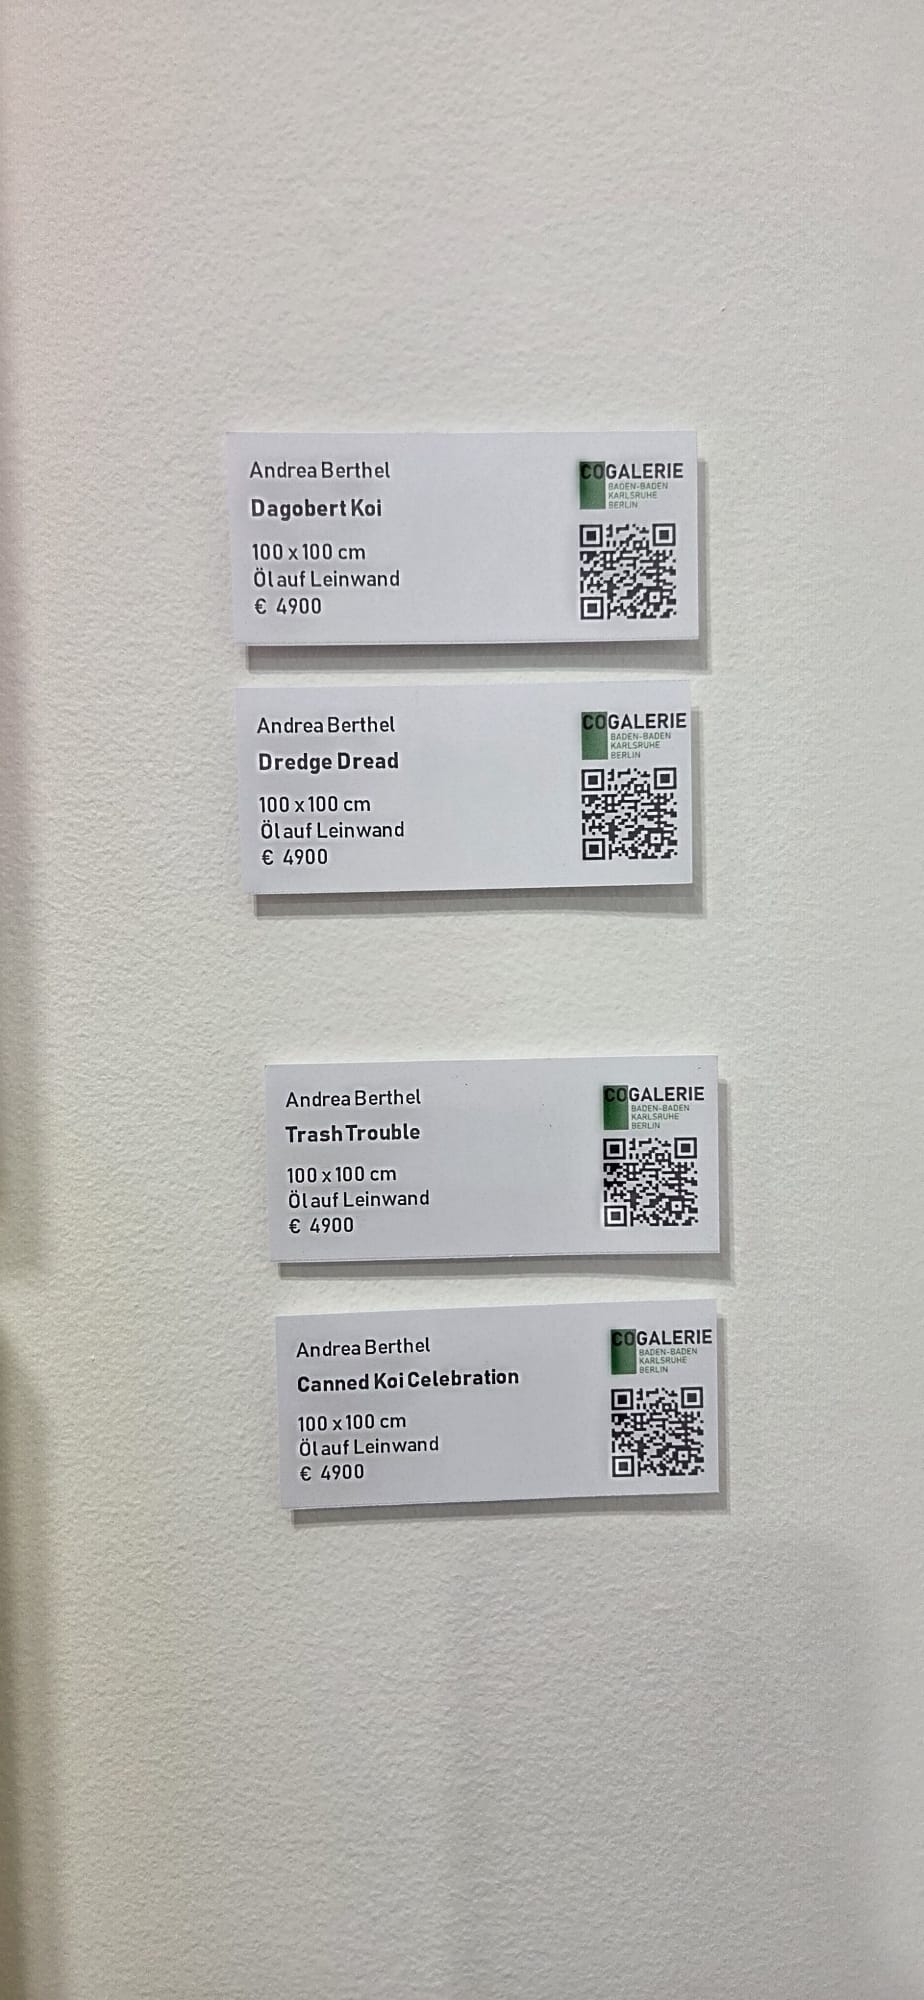 Andrea Berthel
Dagobert Koi
100 x 100 cm
Öl auf Leinwand
€ 4900
COGALERIE
BADEN-BADEN
KARLSRUHE
BERLIN
Andrea Berthel
Dredge Dread
100 x 100 cm
Öl auf Leinwand
€ 4900
COGALERIE
BADEN-BADEN
KARLSRUHE
BERLIN
Andrea Berthel
Trash Trouble
100 x 100 cm
Öl auf Leinwand
€ 4900
COGALERIE
BADEN-BADEN
KARLSRUHE
BERLIN
Andrea Berthel
Canned Koi Celebration
100 x 100 cm
Öl auf Leinwand
€ 4900
COGALERIE
BADEN-BADEN
KARLSRUHE
BERLIN